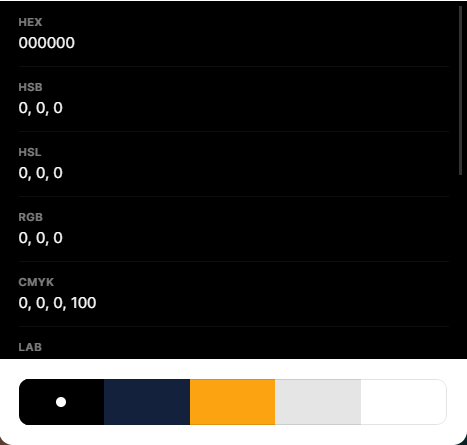 HEX
000000
HSB
0, 0, 0
HSL
0, 0, 0
RGB
0, 0, 0
CMYK
0, 0, 0, 100
LAB